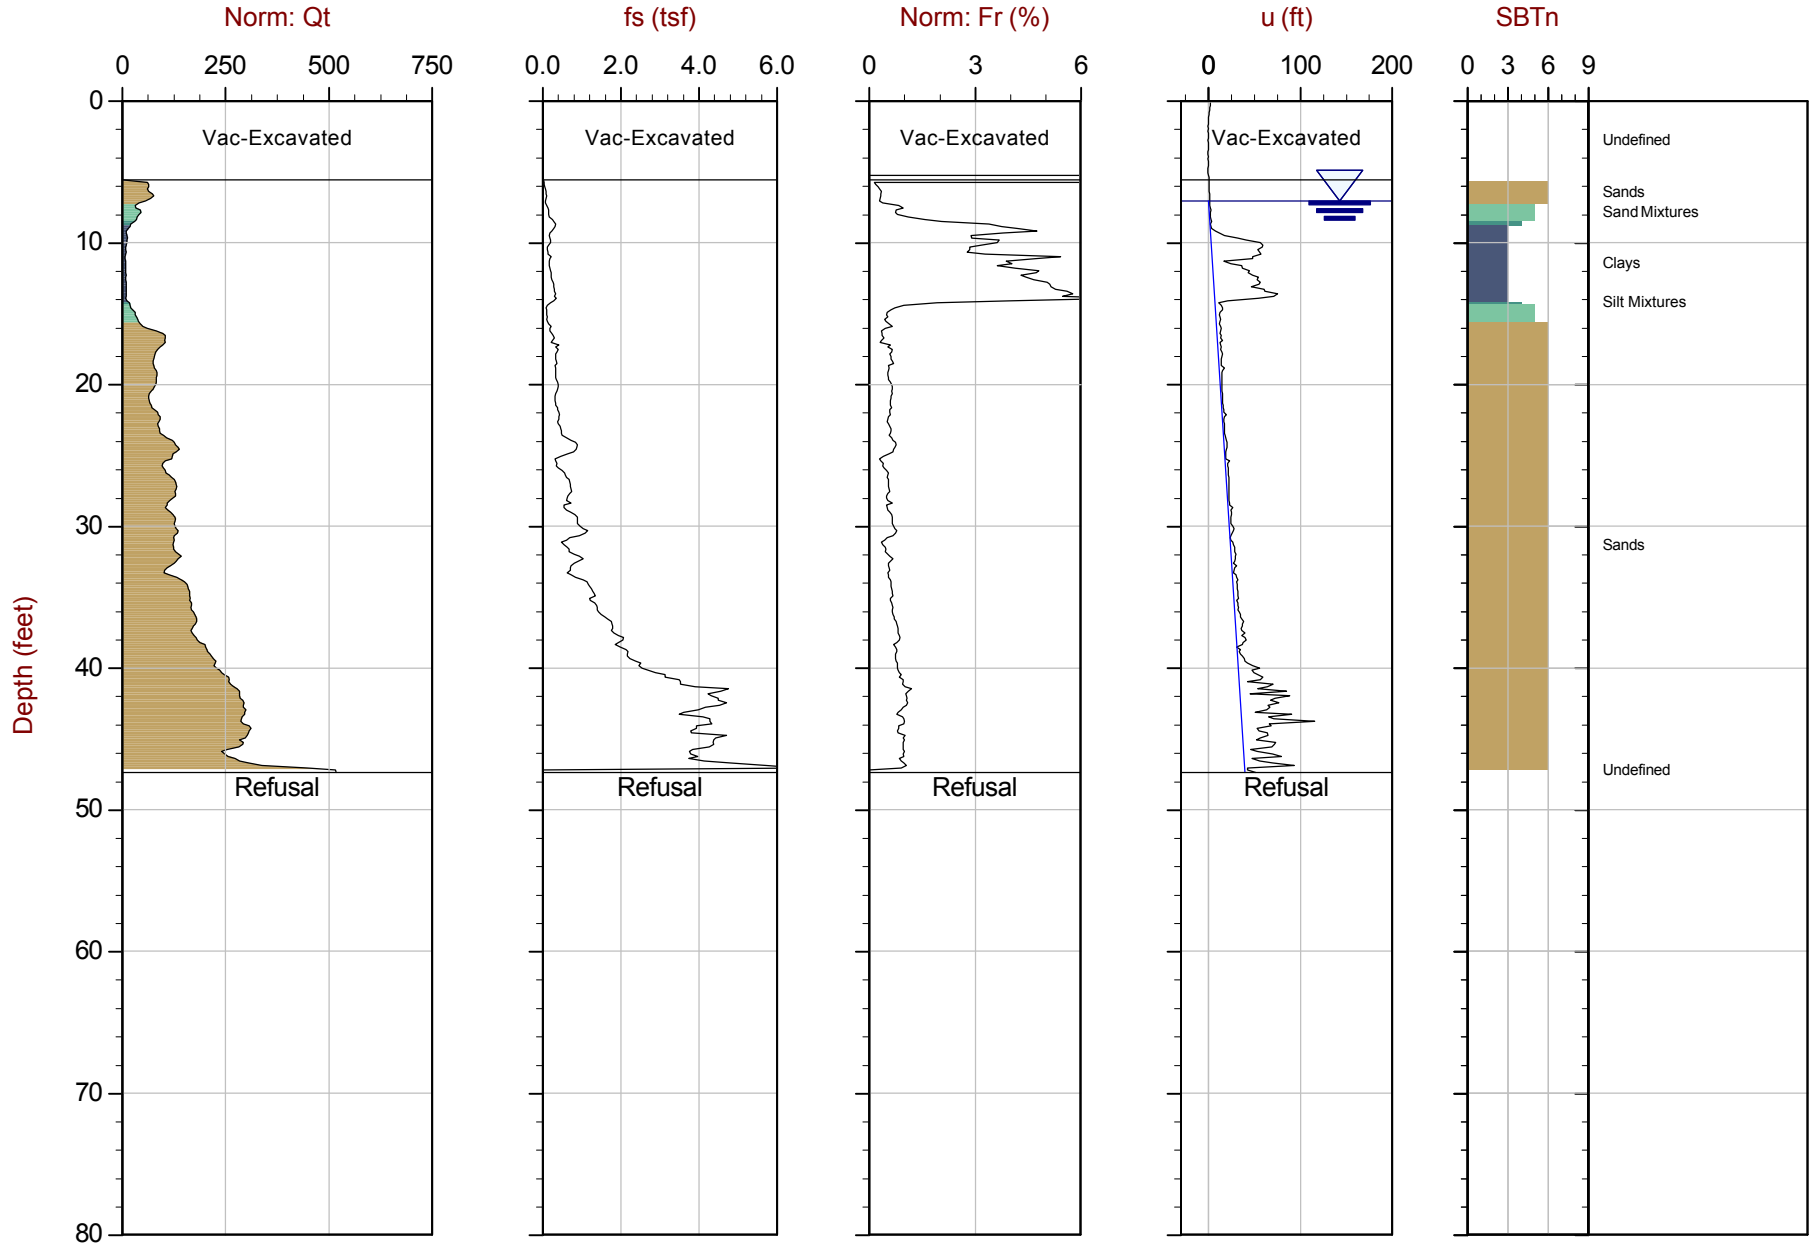 Norm: Qt fs (tsf) Norm: Fr (%) u (ft) SBTn
0 250 500 750 0.0 2.0 4.0 6.0 0 3 6 0 100 200 0 3 6 9
0
Vac-Excavated Vac-Excavated Vac-Excavated Vac-Excavated Undefined
Sands
Sand Mixtures
10
Clays
Silt Mixtures
20
30
Sands
Depth (feet)
40
Undefined
Refusal Refusal Refusal Refusal
50
60
70
80